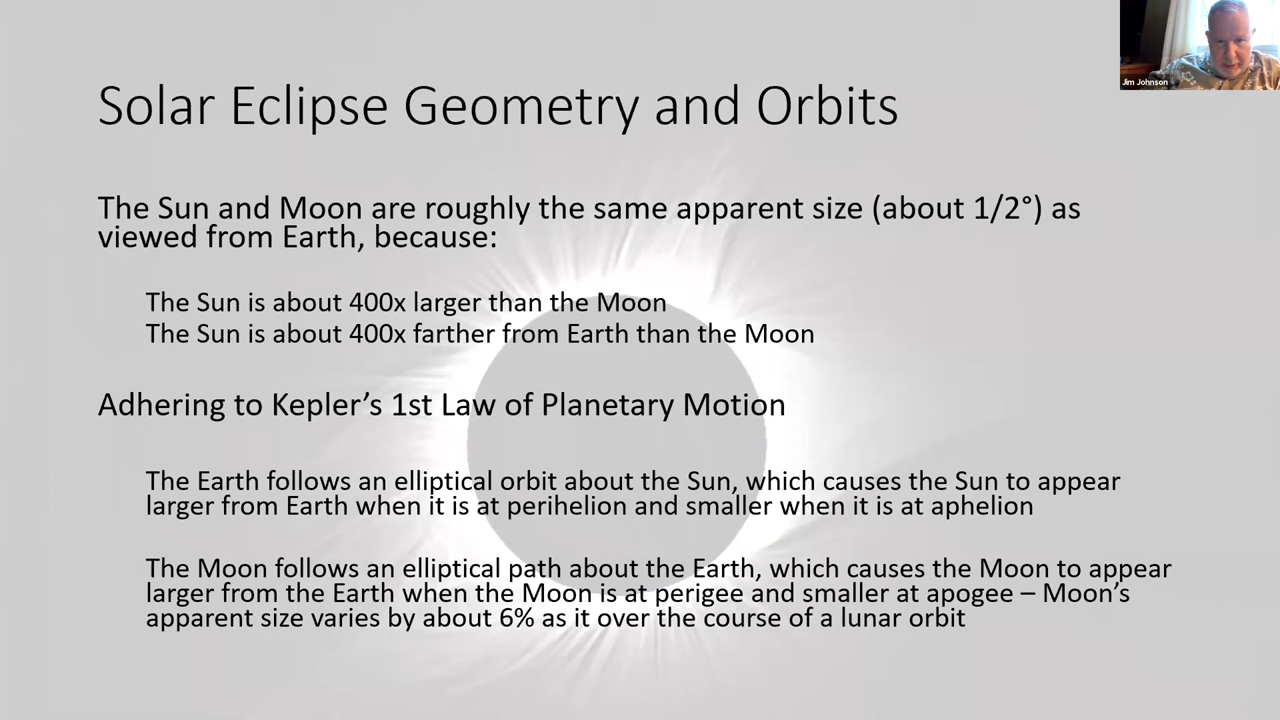 Jim Johnson
Solar Eclipse Geometry and Orbits
The Sun and Moon are roughly the same apparent size (about 1/2°) as
viewed from Earth, because:
The Sun is about 400x larger than the Moon
The Sun is about 400x farther from Earth than the Moon
Adhering to Kepler’s 1st Law of Planetary Motion
The Earth follows an elliptical orbit about the Sun, which causes the Sun to appear
larger from Earth when it is at perihelion and smaller when it is at aphelion
The Moon follows an elliptical path about the Earth, which causes the Moon to appear
larger from the Earth when the Moon is at perigee and smaller at apogee – Moon’s
apparent size varies by about 6% as it over the course of a lunar orbit